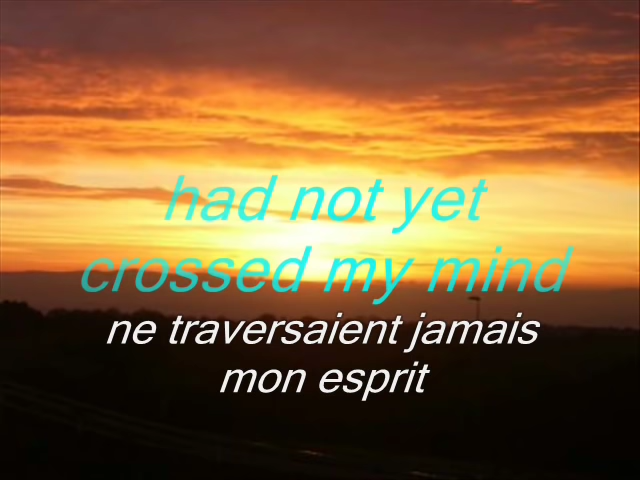 had not yet
crossed my mind
ne traversaient jamais
mon esprit